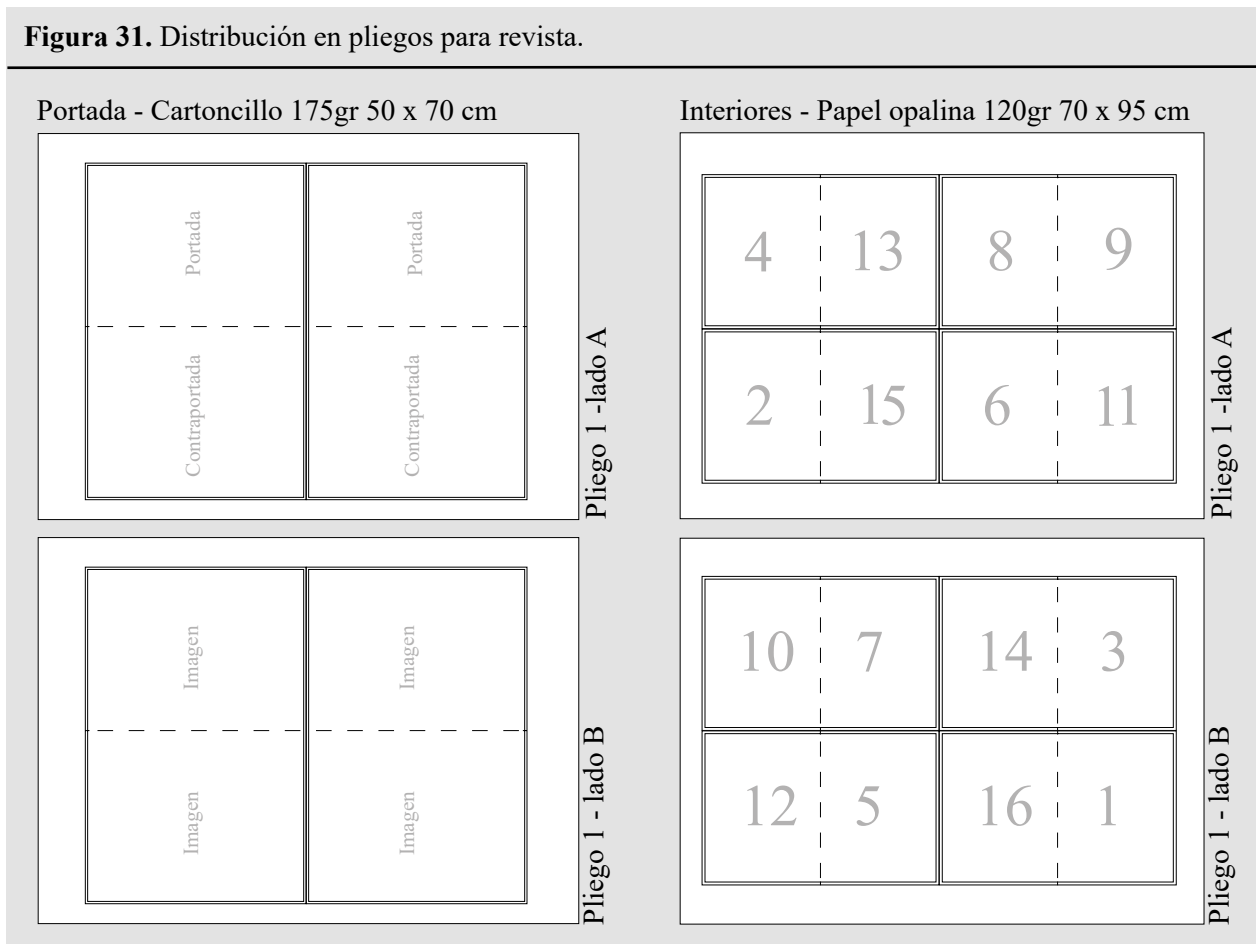 Figura 31. Distribución en pliegos para revista.
Portada - Cartoncillo 175gr 50 x 70 cm
Portada
Portada
Contraportada
Contraportada
Pliego 1 -lado A
Imagen
Imagen
Imagen
Imagen
Pliego 1 - lado B
Interiores - Papel opalina 120gr 70 x 95 cm
4 13 8 9
2 15 6 11
Pliego 1 -lado A
10 7 14 3
12 5 16 1
Pliego 1 - lado B